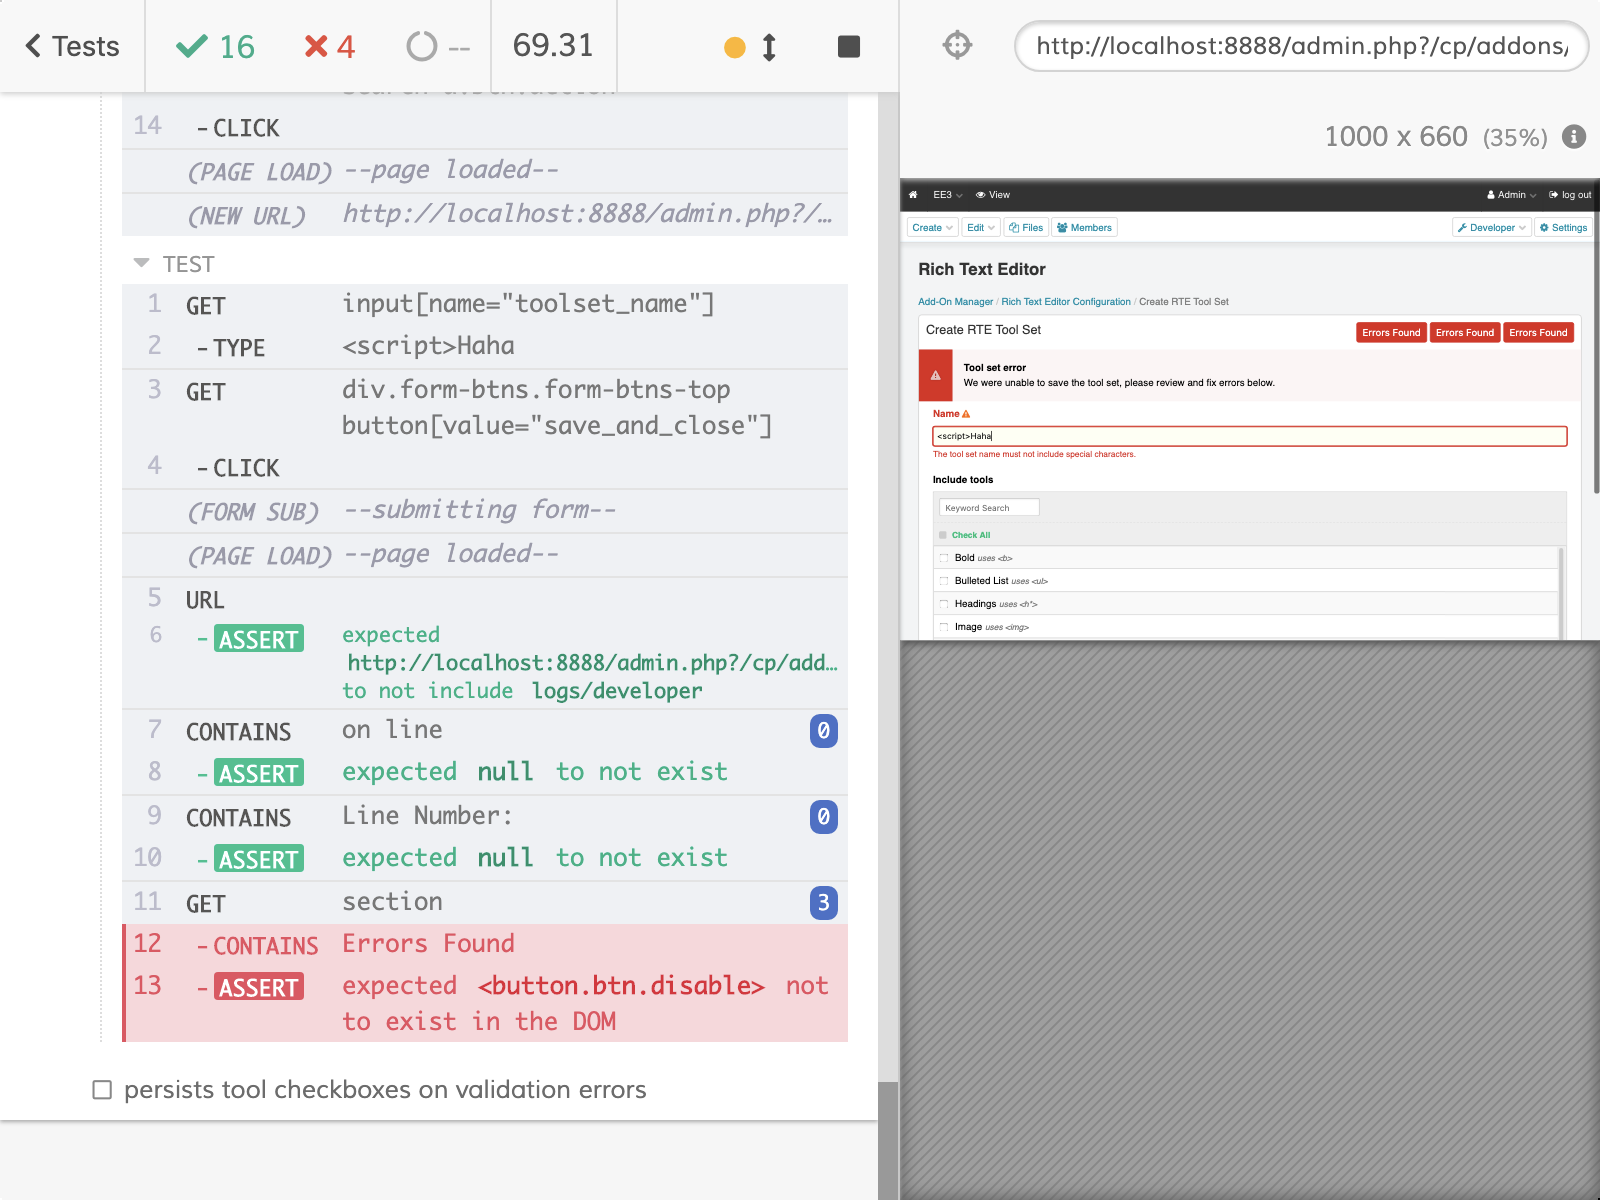 Tests
16
4
--
69.31
http://localhost:8888/admin.php?/cp/addons/
1000 x 660 (35%)
14 -CLICK
(PAGE LOAD) --page loaded--
(NEW URL) http://localhost:8888/admin.php?/…
TEST
1 GET input[name="toolset_name"]
2 -TYPE <script>Haha
3 GET div.form-btns.form-btns-top
button[value="save_and_close"]
4 -CLICK
(FORM SUB) --submitting form--
(PAGE LOAD) --page loaded--
5 URL
6 -ASSERT expected
http://localhost:8888/admin.php?/cp/add…
to not include logs/developer
7 CONTAINS on line 0
8 -ASSERT expected null to not exist
9 CONTAINS Line Number: 0
10 -ASSERT expected null to not exist
11 GET section 3
12 -CONTAINS Errors Found
13 -ASSERT expected <button.btn.disable> not
to exist in the DOM
persists tool checkboxes on validation errors
EE3 View Admin log out
Create Edit Files Members Developer Settings
Rich Text Editor
Add-On Manager / Rich Text Editor Configuration / Create RTE Tool Set
Create RTE Tool Set Errors Found Errors Found Errors Found
Tool set error
We were unable to save the tool set, please review and fix errors below.
Name
<script>Haha
The tool set name must not include special characters.
Include tools
Keyword Search
Check All
Bold uses <b>
Bulleted List uses <ul>
Headings uses <h*>
Image uses <img>